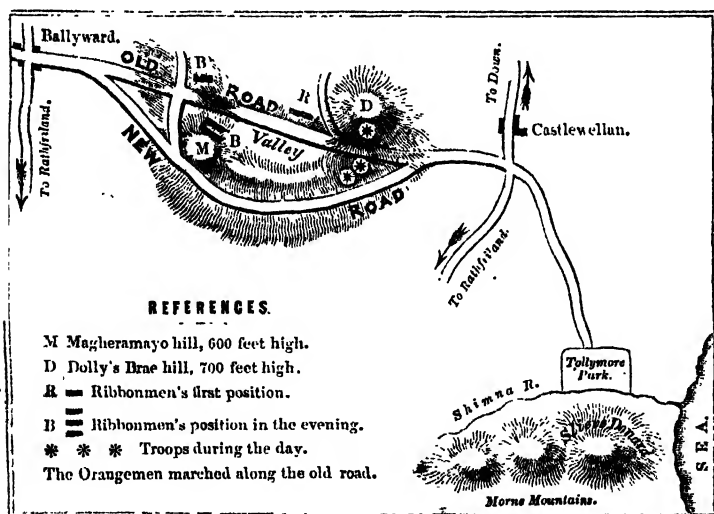 Ballyward.
OLD ROAD
B
R
D
To Down.
Castlewellan.
Valley
M
B
NEW ROAD
To Rathfriland.
To Rathfriland.
REFERENCES.
M Magheramayo hill, 600 feet high.
D Dolly's Brae hill, 700 feet high.
R Ribbonmen's first position.
B Ribbonmen's position in the evening.
* * * Troops during the day.
The Orangemen marched along the old road.
Tollymore
Park.
Shimna R.
Slieve Donard
SEA.
Morne Mountains.